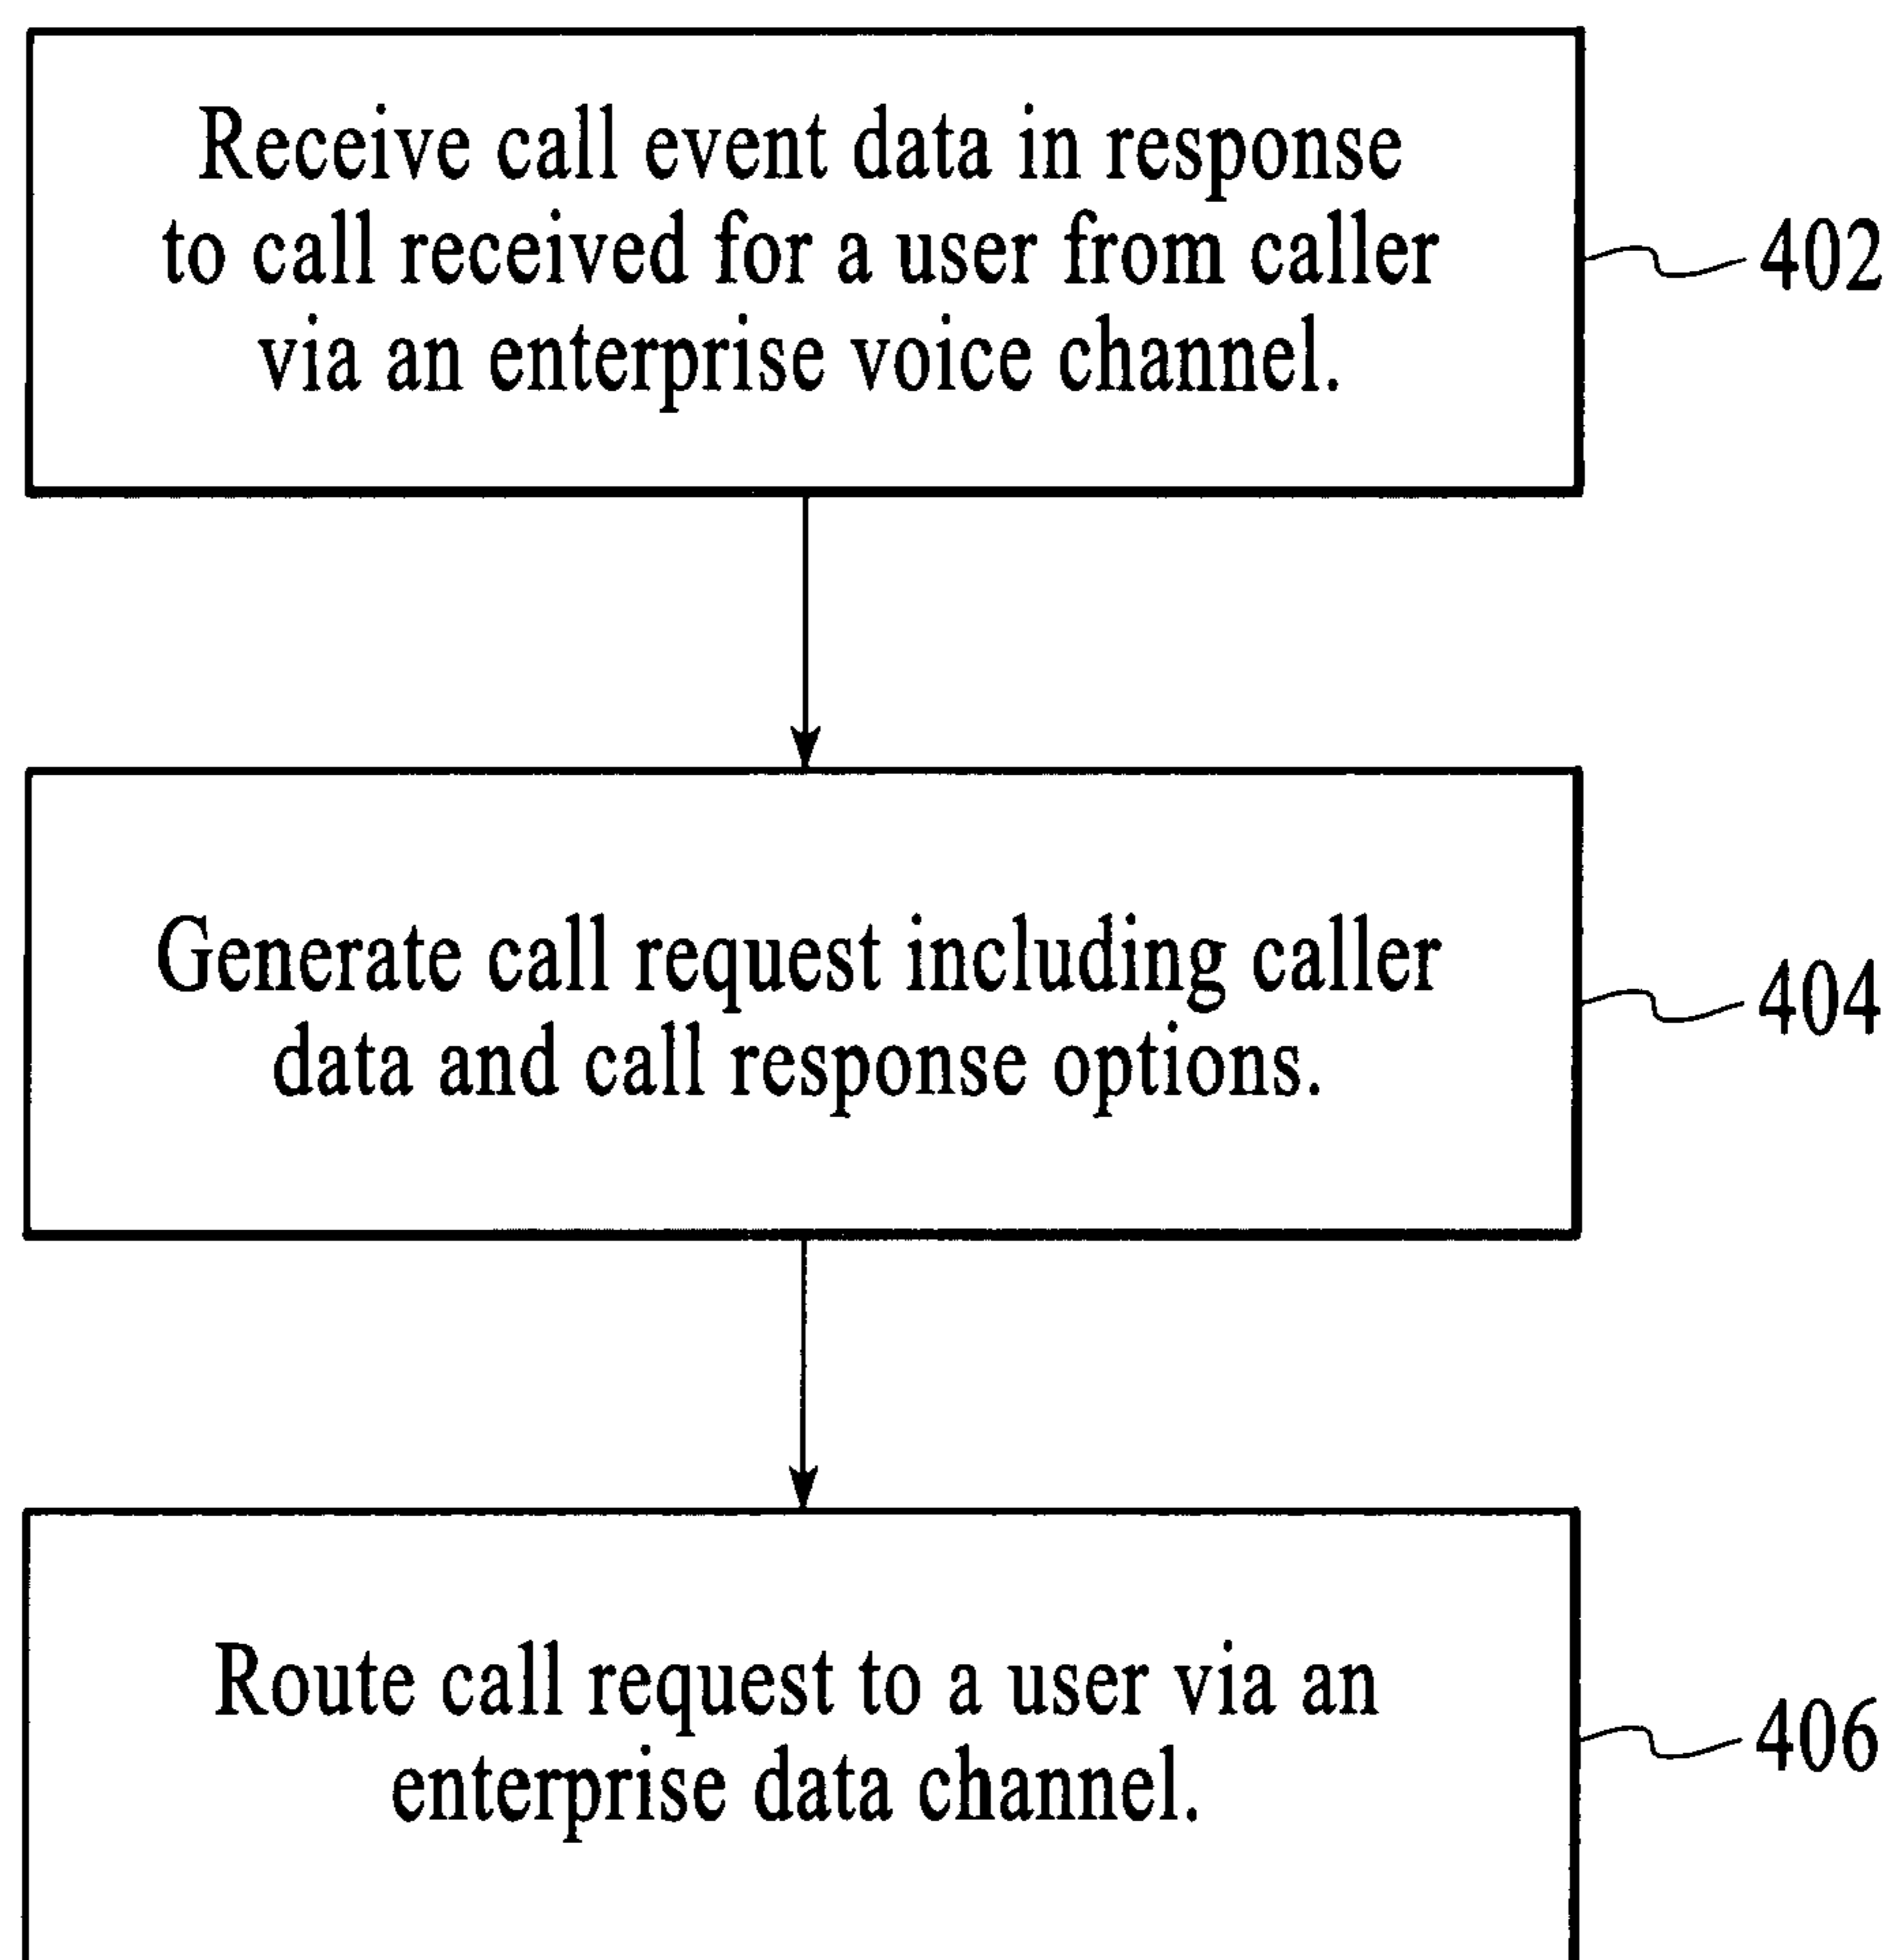 Receive call event data in response
to call received for a user from caller
via an enterprise voice channel.
402
Generate call request including caller
data and call response options.
404
Route call request to a user via an
enterprise data channel.
406